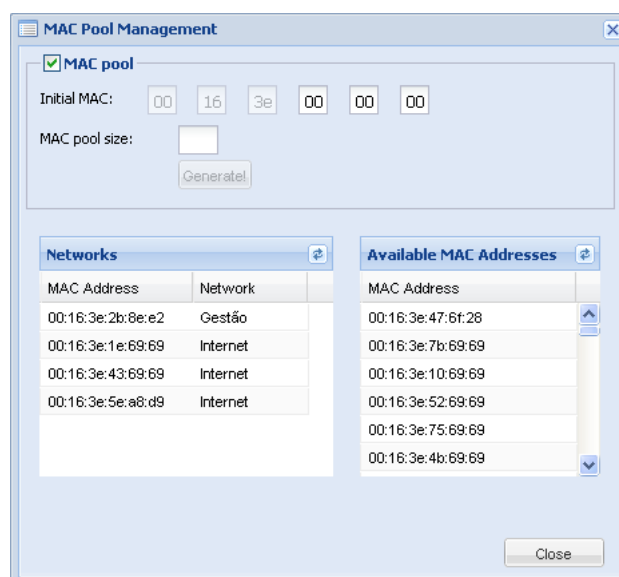 MAC Pool Management
MAC pool
Initial MAC: 00 16 3e 00 00 00
MAC pool size:
Generate!
Networks
MAC Address Network
00:16:3e:2b:8e:e2 Gestão
00:16:3e:1e:69:69 Internet
00:16:3e:43:69:69 Internet
00:16:3e:5e:a8:d9 Internet
Available MAC Addresses
MAC Address
00:16:3e:47:6f:28
00:16:3e:7b:69:69
00:16:3e:10:69:69
00:16:3e:52:69:69
00:16:3e:75:69:69
00:16:3e:4b:69:69
Close